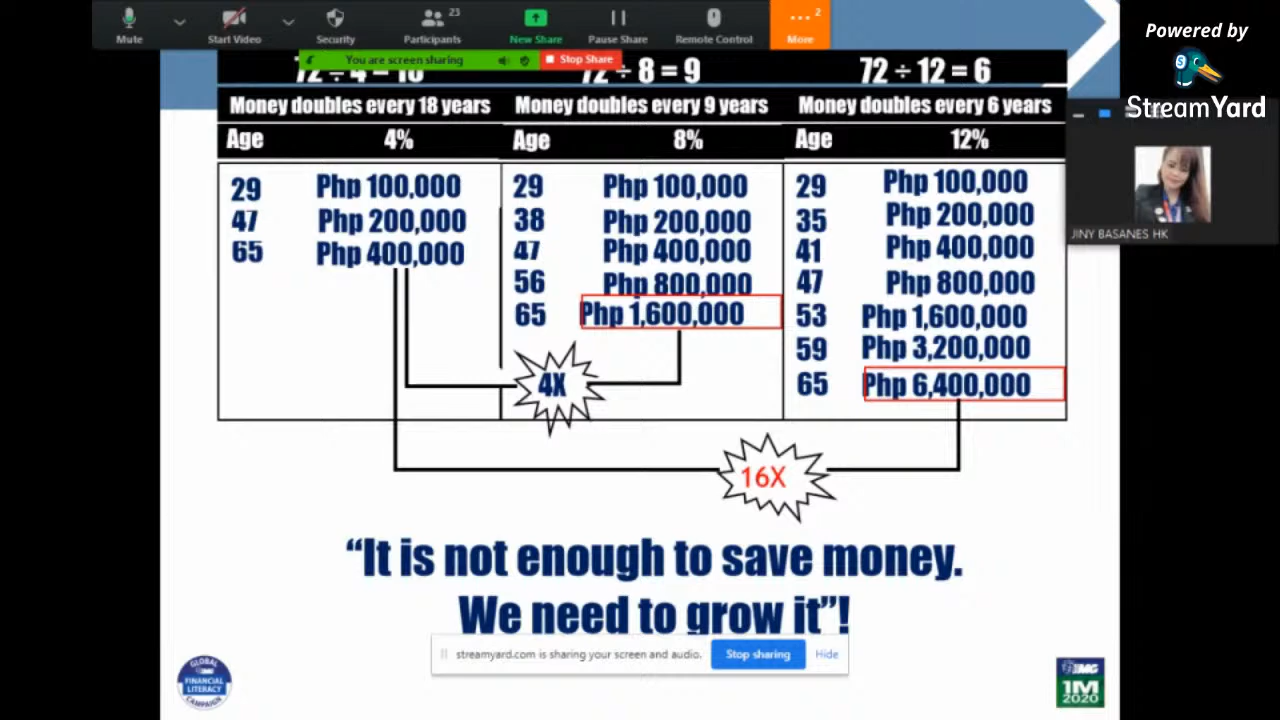 23
2
Mute
Start Video
Security
Participants
New Share
Pause Share
Remote Control
More
Powered by
StreamYard
You are screen sharing
Stop Share
72 ÷ 4 = 18
72 ÷ 8 = 9
72 ÷ 12 = 6
Money doubles every 18 years
Money doubles every 9 years
Money doubles every 6 years
Age 4%
Age 8%
Age 12%
29 Php 100,000
47 Php 200,000
65 Php 400,000
29 Php 100,000
38 Php 200,000
47 Php 400,000
56 Php 800,000
65 Php 1,600,000
29 Php 100,000
35 Php 200,000
41 Php 400,000
47 Php 800,000
53 Php 1,600,000
59 Php 3,200,000
65 Php 6,400,000
JINY BASANES HK
4X
16X
“It is not enough to save money.
We need to grow it”!
streamyard.com is sharing your screen and audio.
Stop sharing
Hide
GLOBAL
FINANCIAL
LITERACY
CAMPAIGN
IMG
1M
2020